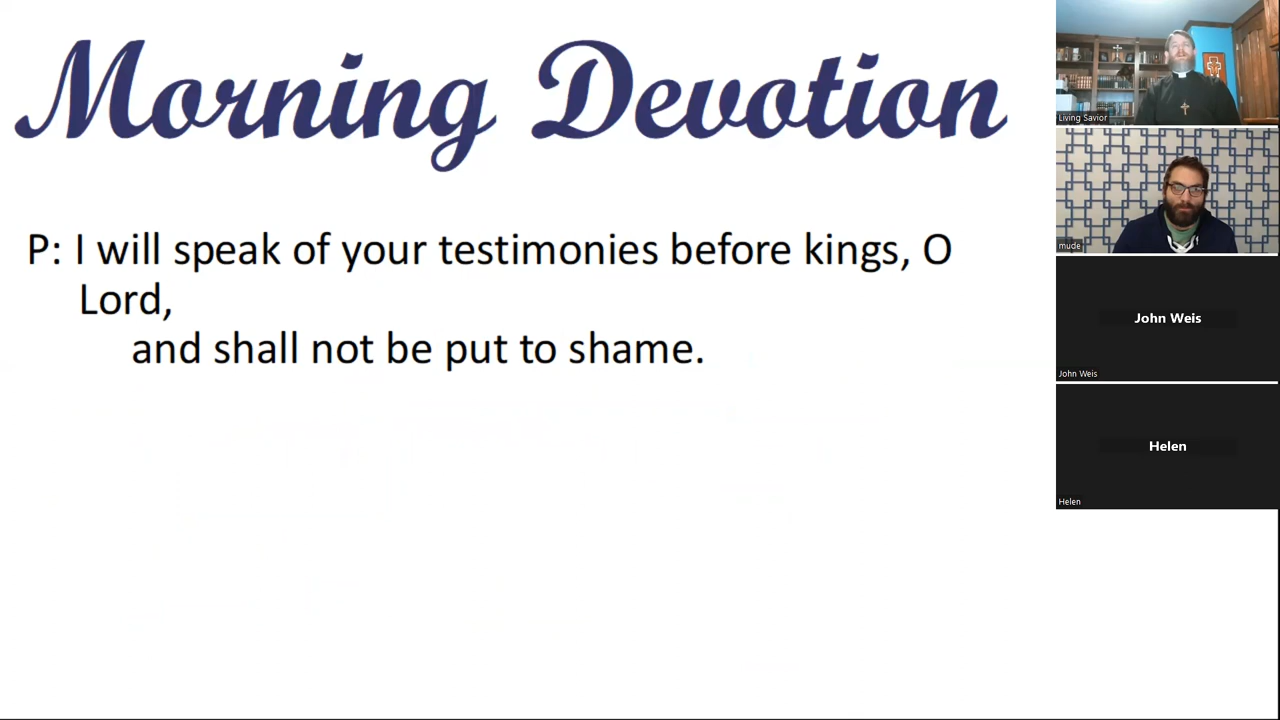 Morning Devotion
P: I will speak of your testimonies before kings, O
Lord,
and shall not be put to shame.
Living Savior
mude
John Weis
John Weis
Helen
Helen